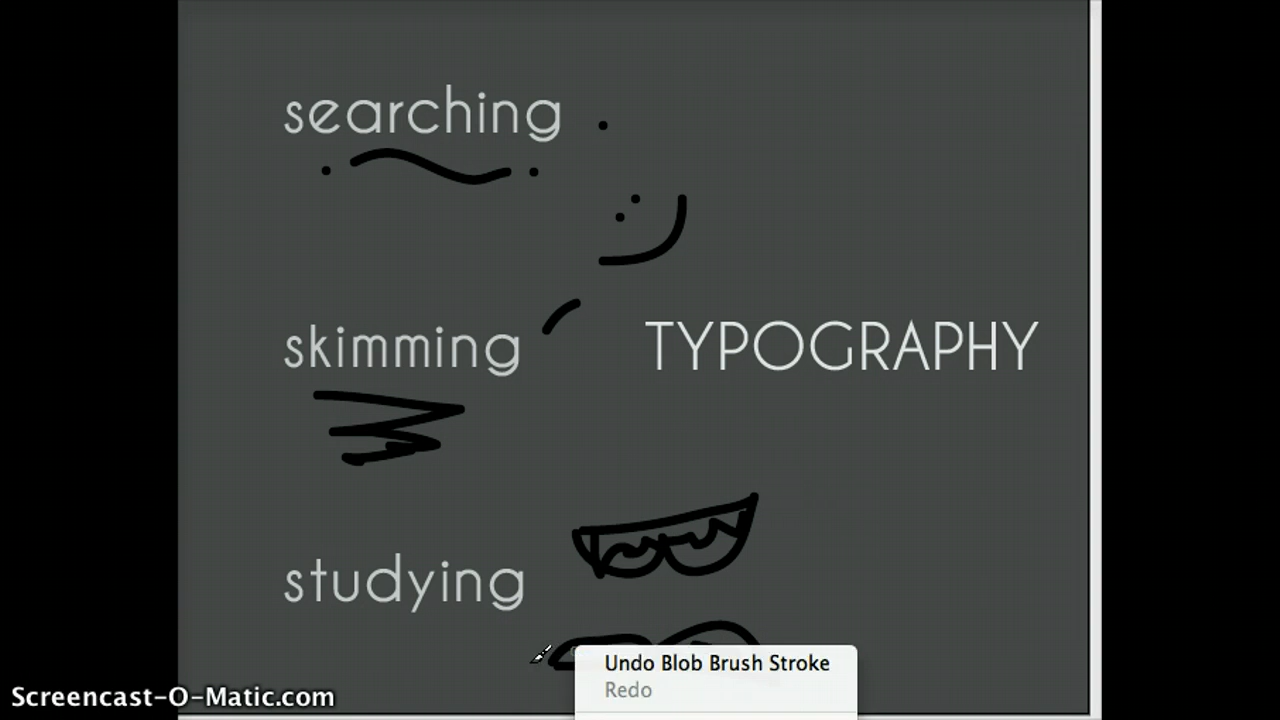 searching
skimming
TYPOGRAPHY
studying
Undo Blob Brush Stroke
Redo
Screencast-O-Matic.com